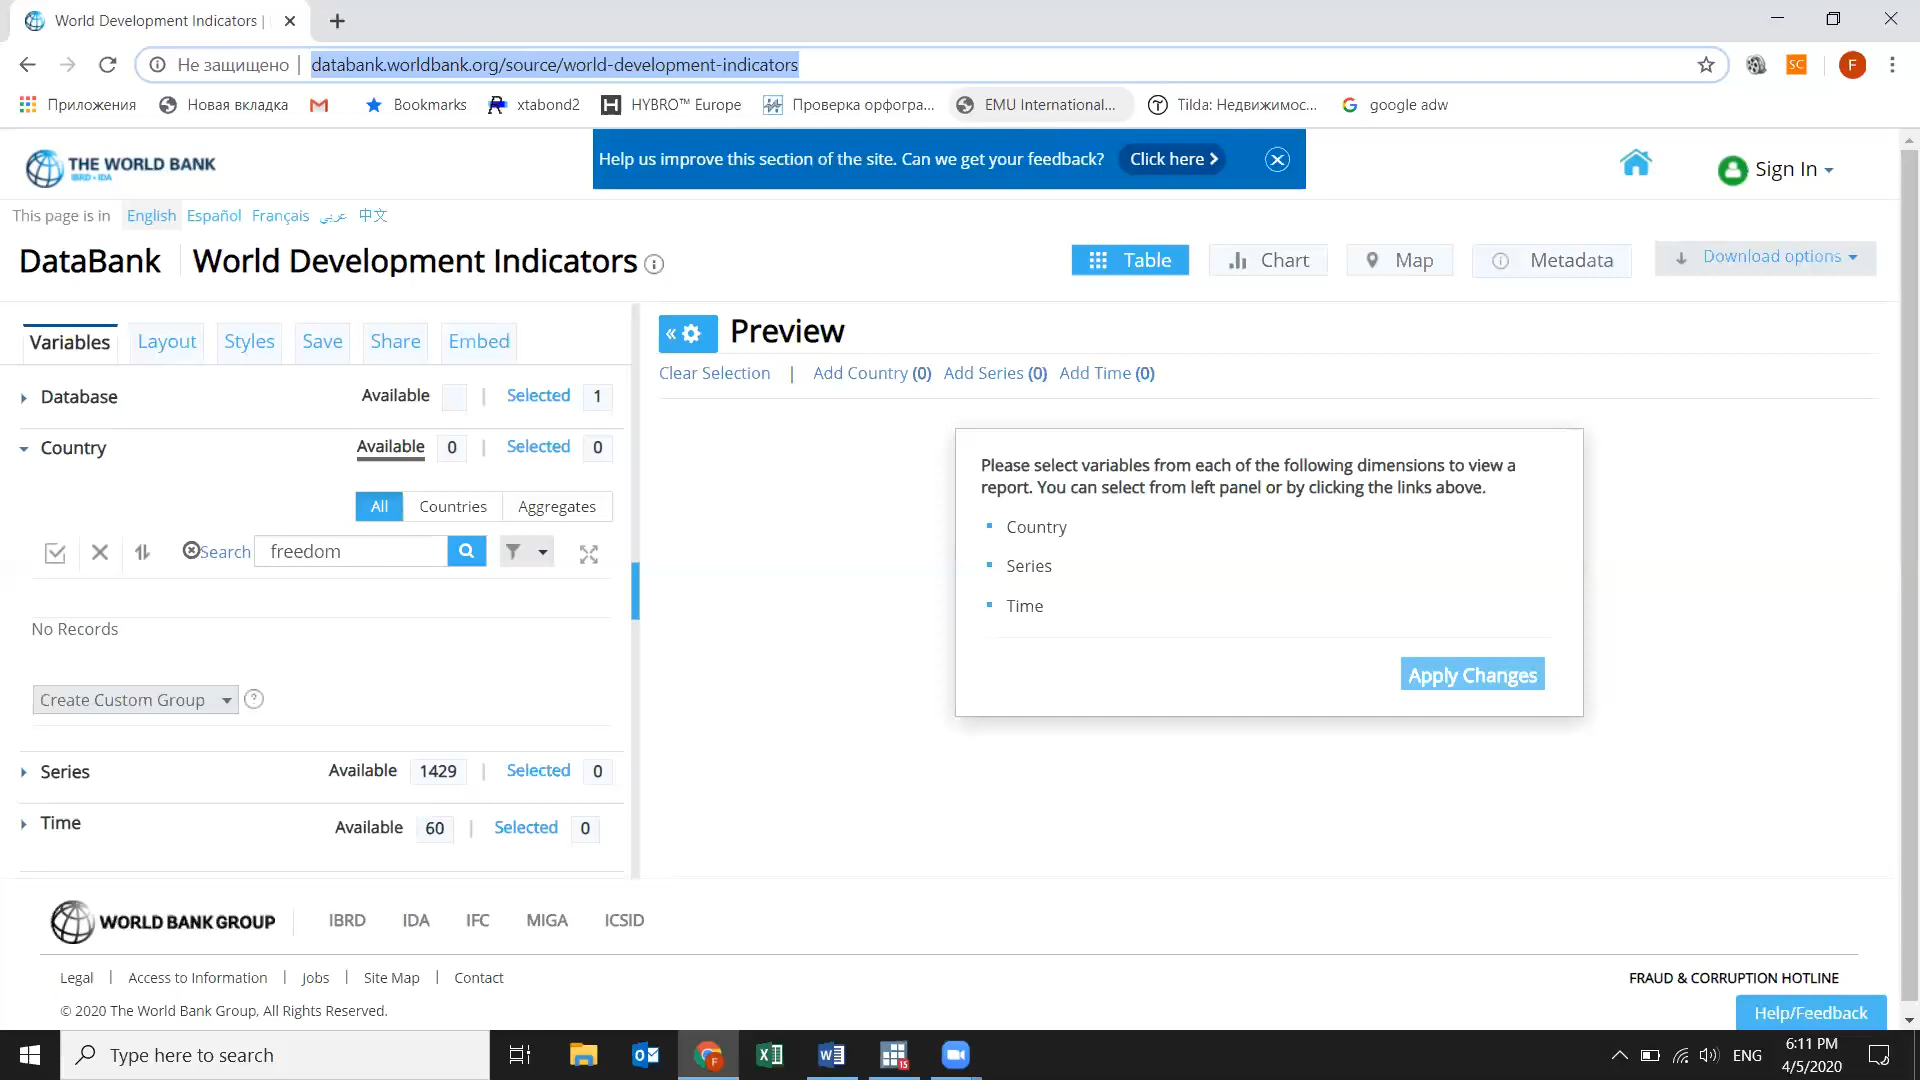 World Development Indicators |
Не защищено | databank.worldbank.org/source/world-development-indicators
SC
F
Приложения Новая вкладка Bookmarks xtabond2 HYBRO™ Europe Проверка орфогра... EMU International... Tilda: Недвижимос... google adw
THE WORLD BANK
IBRD • IDA
Help us improve this section of the site. Can we get your feedback? Click here
Sign In
This page is in English Español Français عربي 中文
DataBank World Development Indicators
Table Chart Map Metadata Download options
Variables Layout Styles Save Share Embed
Preview
Clear Selection | Add Country (0) Add Series (0) Add Time (0)
Database Available | Selected 1
Country Available 0 | Selected 0
All Countries Aggregates
Search freedom
No Records
Create Custom Group ?
Series Available 1429 | Selected 0
Time Available 60 | Selected 0
Please select variables from each of the following dimensions to view a
report. You can select from left panel or by clicking the links above.
Country
Series
Time
Apply Changes
WORLD BANK GROUP IBRD IDA IFC MIGA ICSID
Legal | Access to Information | Jobs | Site Map | Contact
FRAUD & CORRUPTION HOTLINE
© 2020 The World Bank Group, All Rights Reserved.
Help/Feedback
Type here to search
ENG
6:11 PM
4/5/2020